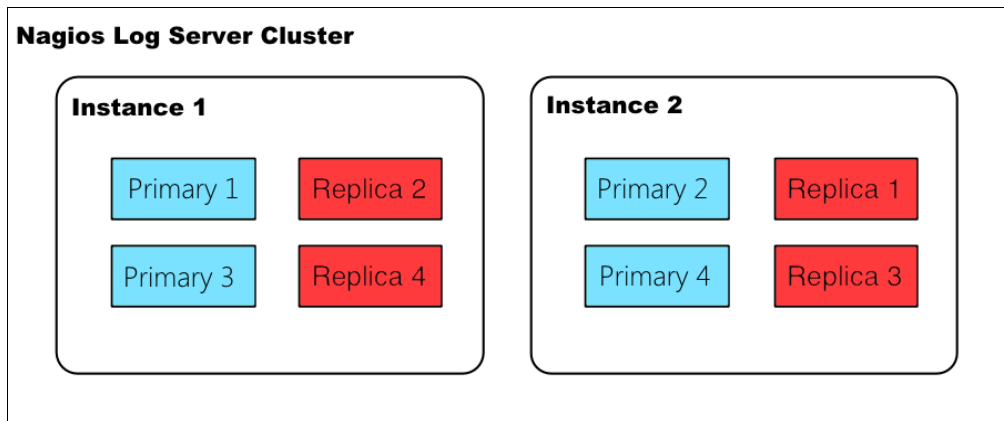 Nagios Log Server Cluster
Instance 1
Primary 1
Replica 2
Primary 3
Replica 4
Instance 2
Primary 2
Replica 1
Primary 4
Replica 3